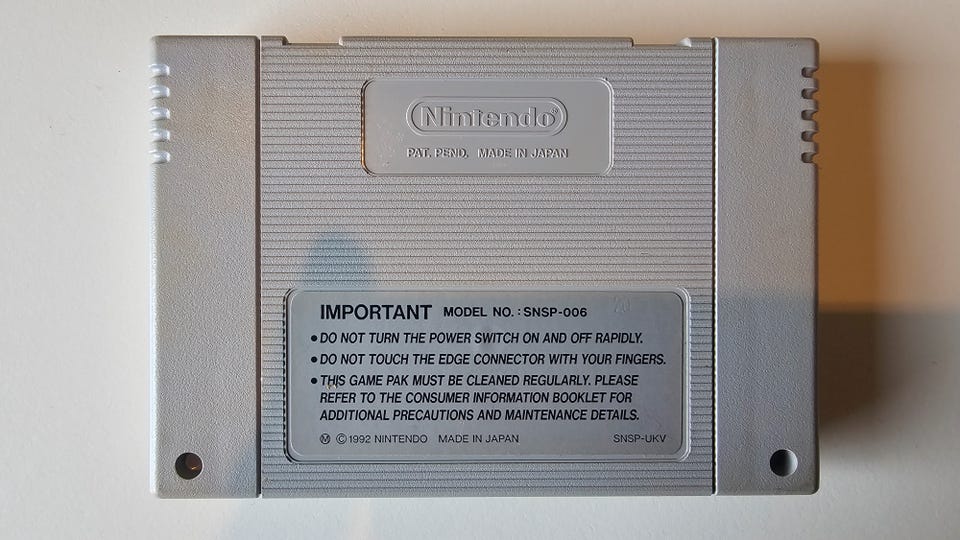 Nintendo®
PAT. PEND. MADE IN JAPAN
IMPORTANT MODEL NO.: SNSP-006
• DO NOT TURN THE POWER SWITCH ON AND OFF RAPIDLY.
• DO NOT TOUCH THE EDGE CONNECTOR WITH YOUR FINGERS.
• THIS GAME PAK MUST BE CLEANED REGULARLY. PLEASE
REFER TO THE CONSUMER INFORMATION BOOKLET FOR
ADDITIONAL PRECAUTIONS AND MAINTENANCE DETAILS.
Ⓜ ©1992 NINTENDO MADE IN JAPAN SNSP-UKV